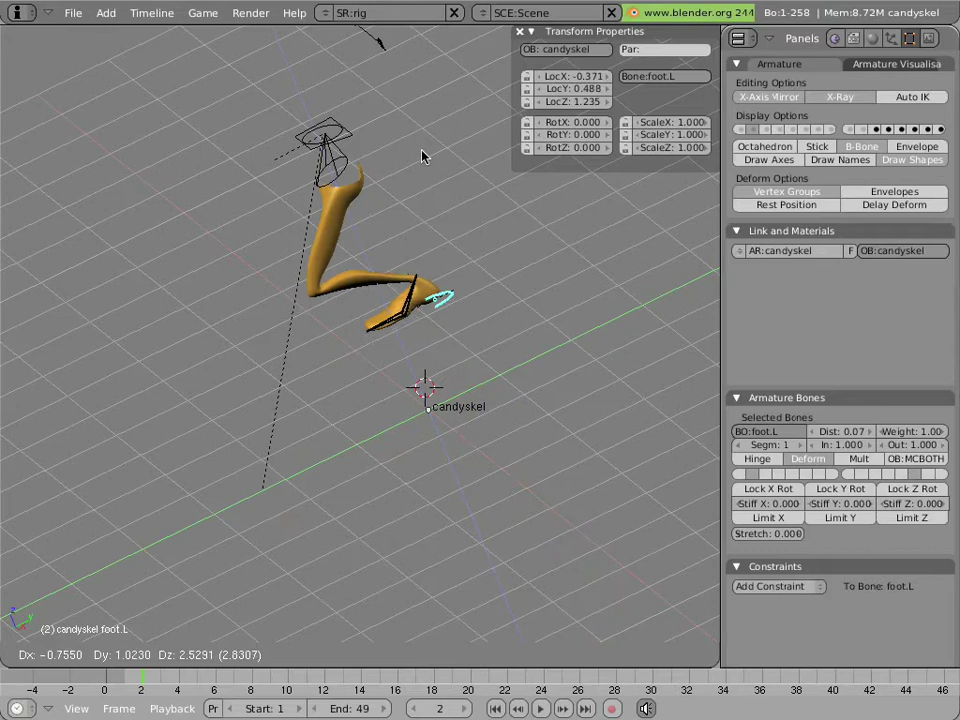 File Add Timeline Game Render Help SR:rig SCE:Scene www.blender.org 244 Bo:1-258 | Mem:8.72M candyskel
Transform Properties
OB: candyskel Par:
LocX: -0.371 Bone:foot.L
LocY: 0.488
LocZ: 1.235
RotX: 0.000 ScaleX: 1.000
RotY: 0.000 ScaleY: 1.000
RotZ: 0.000 ScaleZ: 1.000
Panels
Armature Armature Visualisa
Editing Options
X-Axis Mirror X-Ray Auto IK
Display Options
Octahedron Stick B-Bone Envelope
Draw Axes Draw Names Draw Shapes
Deform Options
Vertex Groups Envelopes
Rest Position Delay Deform
Link and Materials
AR:candyskel F OB:candyskel
Armature Bones
Selected Bones
BO:foot.L Dist: 0.07 Weight: 1.00
Segm: 1 In: 1.000 Out: 1.000
Hinge Deform Mult OB:MCBOTH
Lock X Rot Lock Y Rot Lock Z Rot
Stiff X: 0.000 Stiff Y: 0.000 Stiff Z: 0.000
Limit X Limit Y Limit Z
Stretch: 0.000
Constraints
Add Constraint To Bone: foot.L
candyskel
z
y
x
(2) candyskel foot.L
Dx: -0.7550 Dy: 1.0230 Dz: 2.5291 (2.8307)
-4 -2 0 2 4 6 8 10 12 14 16 18 20 22 24 26 28 30 32 34 36 38 40 42 44 46
View Frame Playback Pr Start: 1 End: 49 2